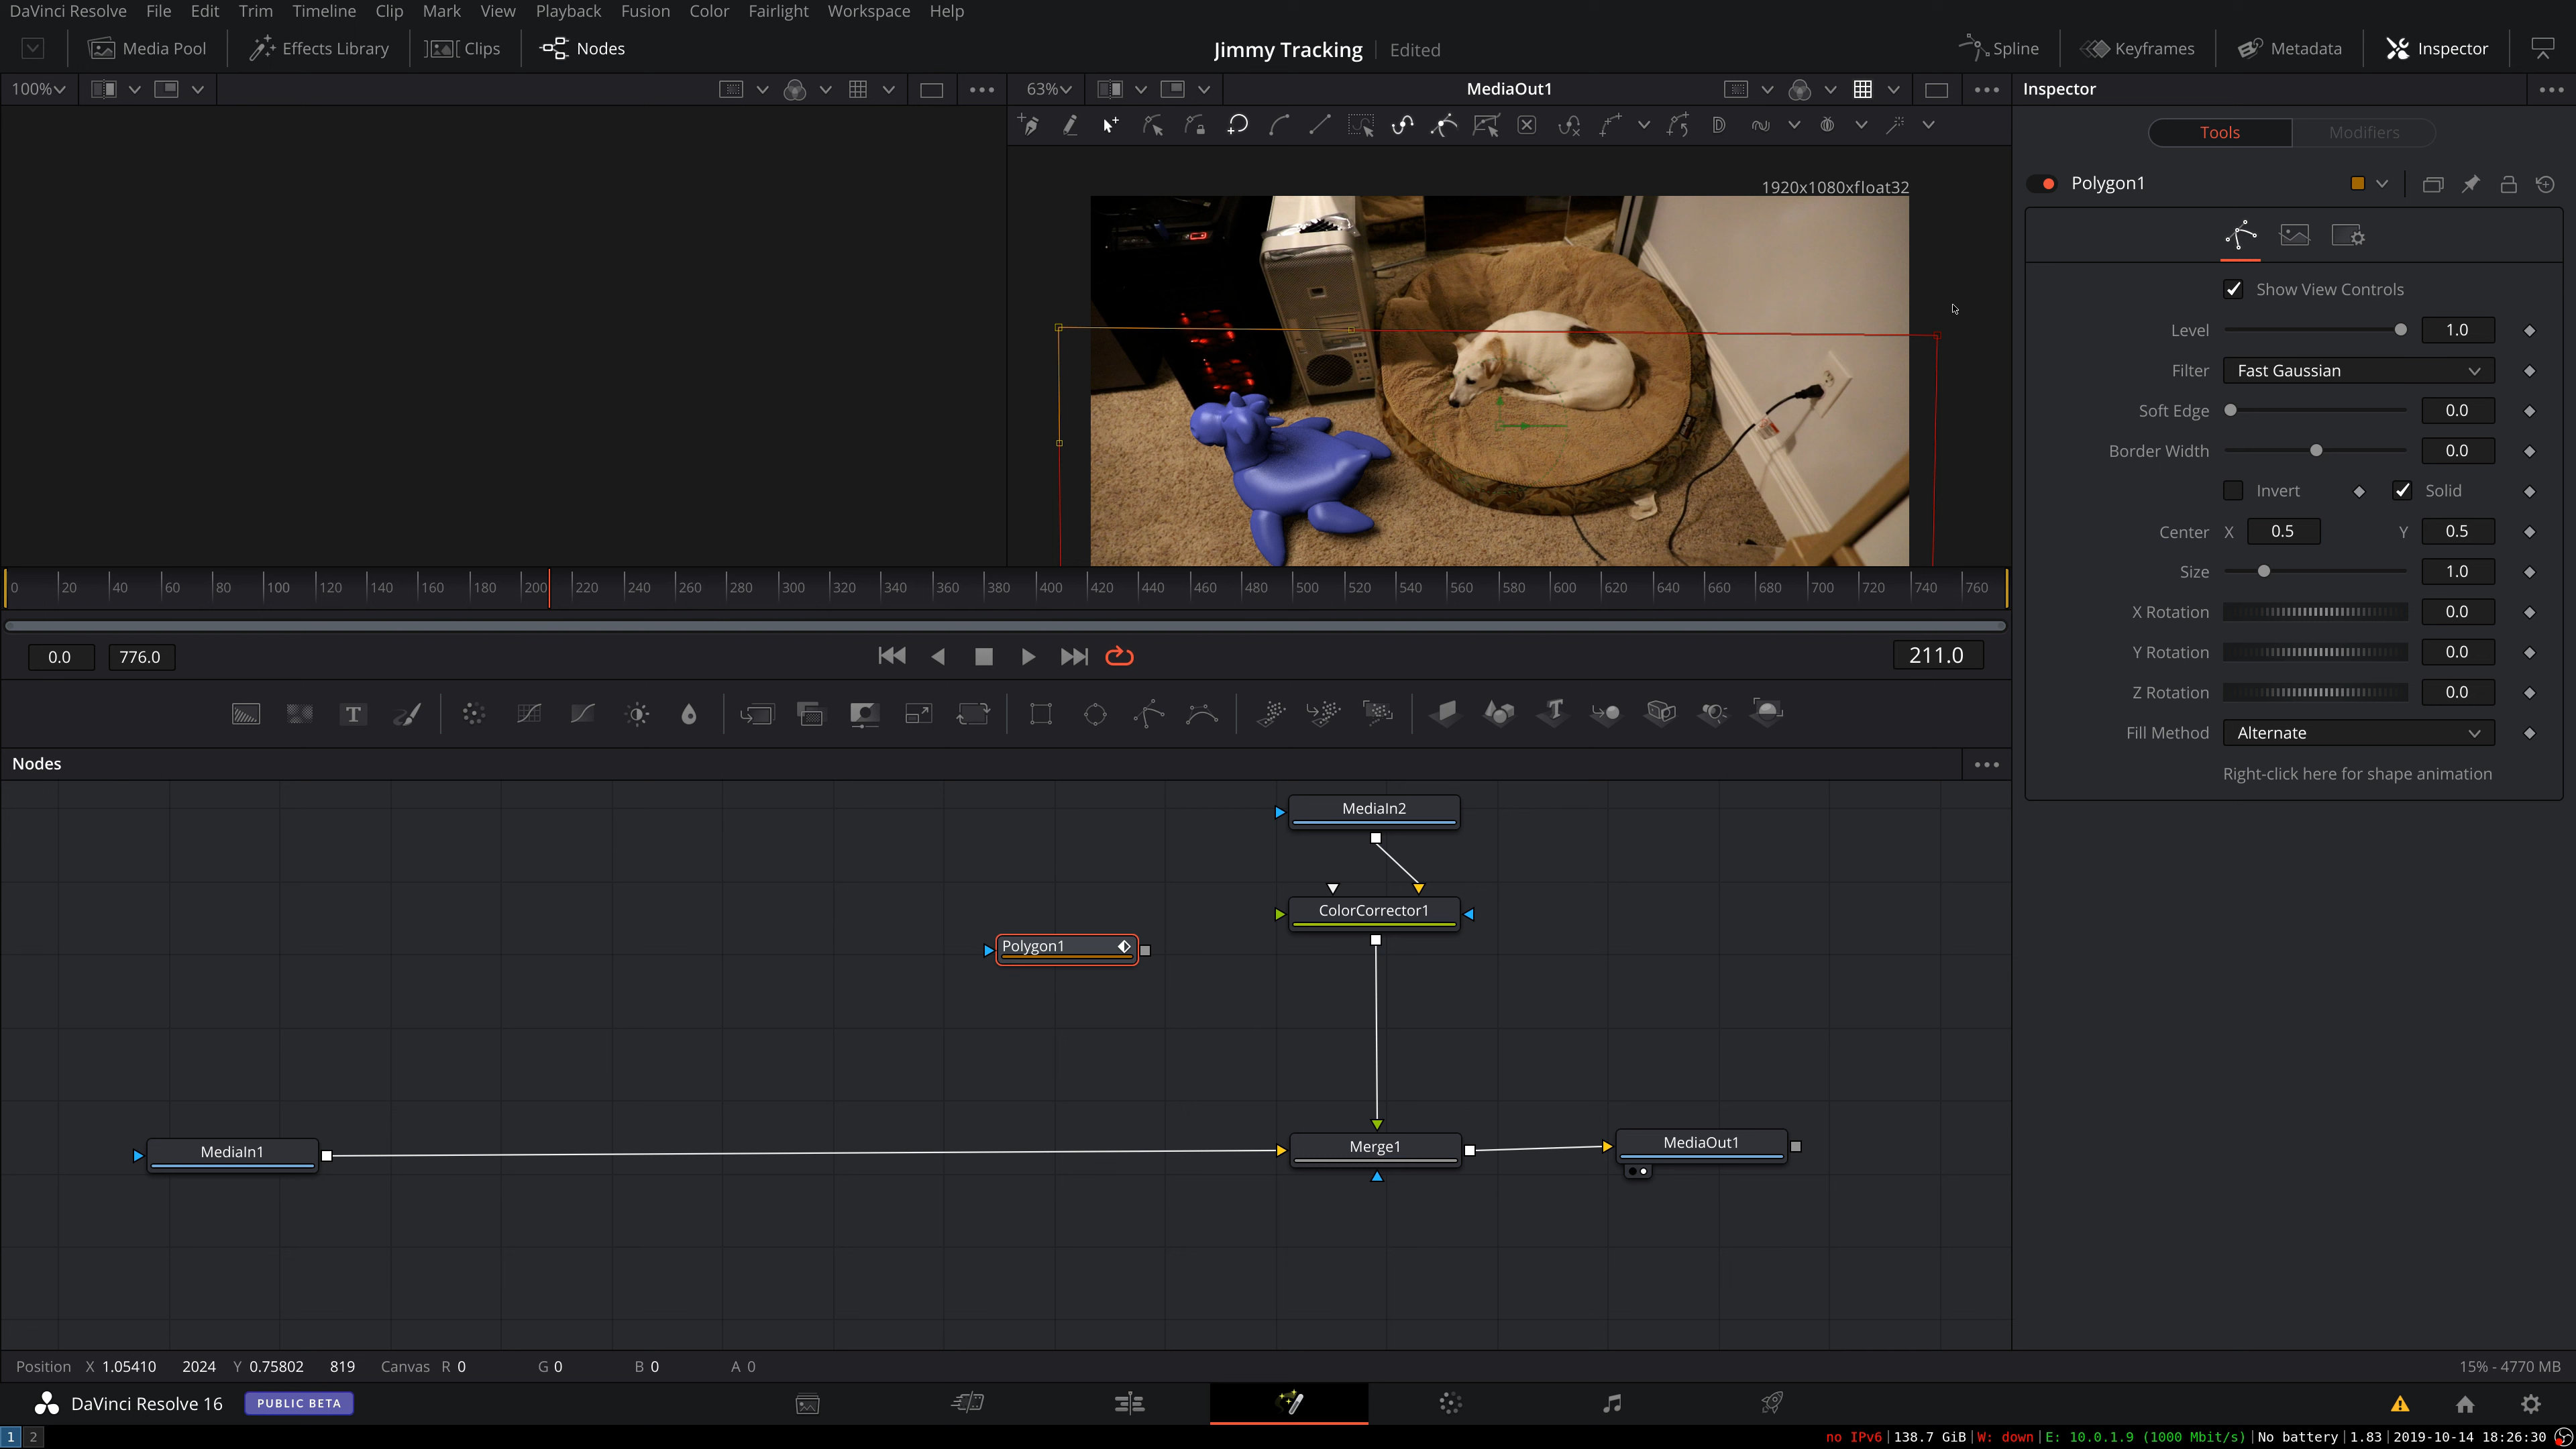 DaVinci Resolve File Edit Trim Timeline Clip Mark View Playback Fusion Color Fairlight Workspace Help
Media Pool Effects Library Clips Nodes Jimmy Tracking Edited Spline Keyframes Metadata Inspector
100% 63% MediaOut1 Inspector
Tools Modifiers
1920x1080xfloat32
Polygon1
Show View Controls
Level 1.0
Filter Fast Gaussian
Soft Edge 0.0
Border Width 0.0
Invert Solid
Center X 0.5 Y 0.5
Size 1.0
X Rotation 0.0
Y Rotation 0.0
Z Rotation 0.0
Fill Method Alternate
Right-click here for shape animation
0 20 40 60 80 100 120 140 160 180 200 220 240 260 280 300 320 340 360 380 400 420 440 460 480 500 520 540 560 580 600 620 640 660 680 700 720 740 760
0.0 776.0 211.0
T T
Nodes
MediaIn2
ColorCorrector1
Polygon1
MediaIn1 Merge1 MediaOut1
Position X 1.05410 2024 Y 0.75802 819 Canvas R 0 G 0 B 0 A 0 15% - 4770 MB
DaVinci Resolve 16 PUBLIC BETA
1 2 no IPv6|138.7 GiB|W: down|E: 10.0.1.9 (1000 Mbit/s)|No battery|1.83|2019-10-14 18:26:30